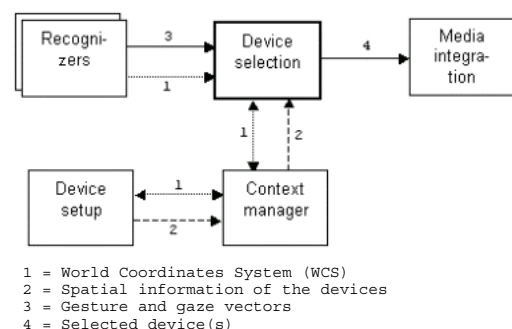 Recogni-
zers
3
1
Device
selection
4
Media
integra-
tion
1
2
Device
setup
1
2
Context
manager
1 = World Coordinates System (WCS)
2 = Spatial information of the devices
3 = Gesture and gaze vectors
4 = Selected device(s)